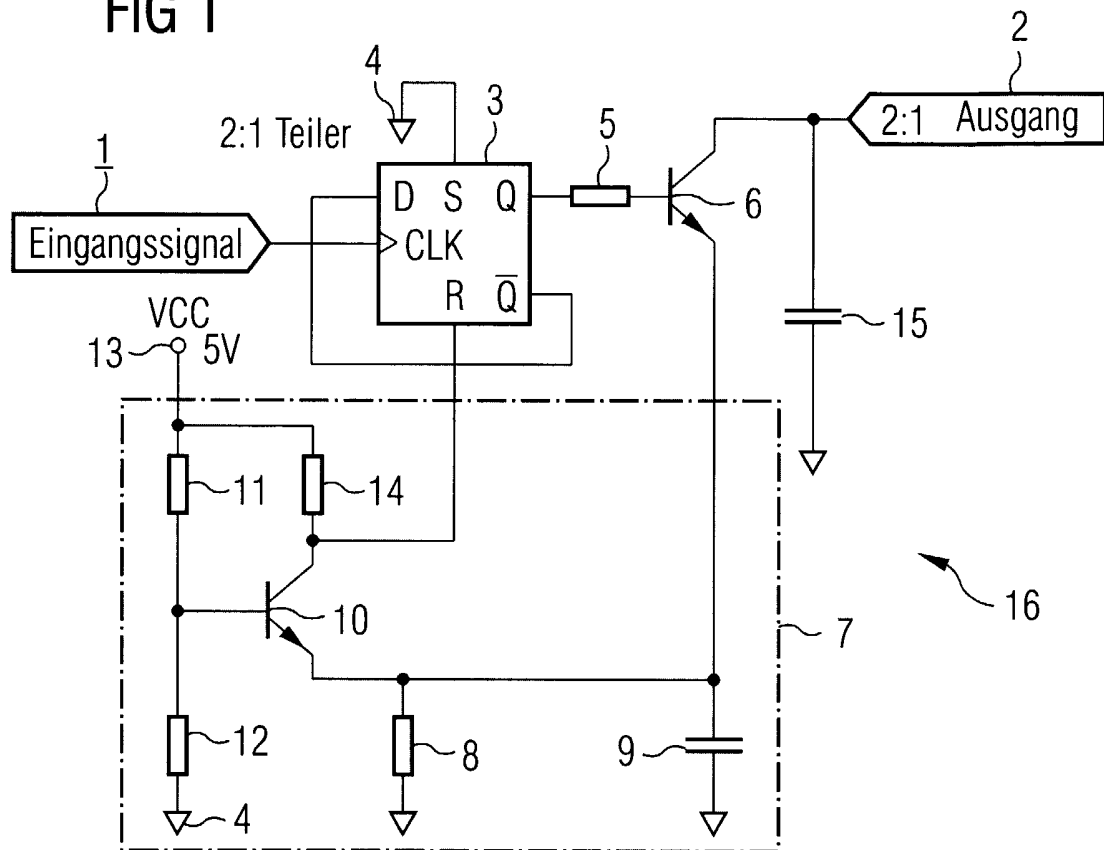 FIG 1
2
4
3
2:1 Teiler
5
2:1 Ausgang
1
D S Q
6
Eingangssignal
CLK
R Q̅
VCC
13 5V
15
11
14
10
16
7
12
8
9
4